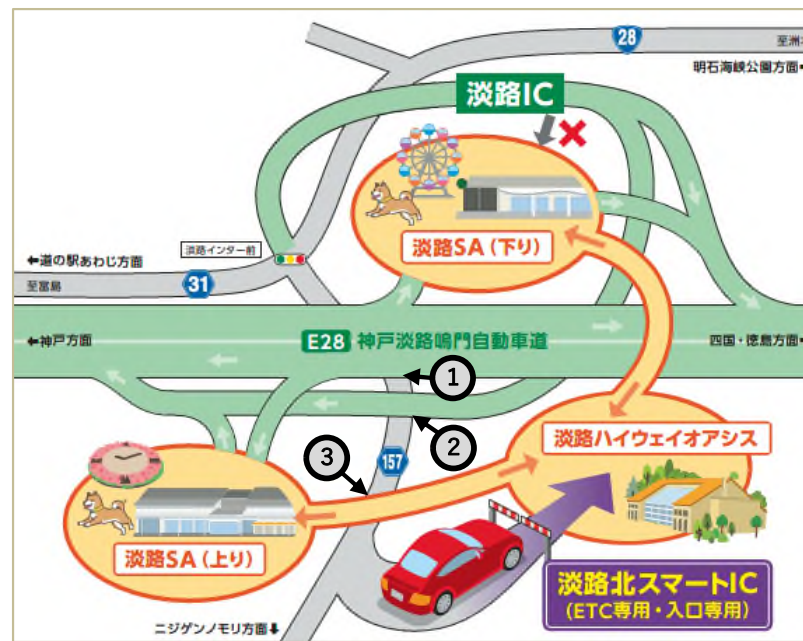 28
至洲本
明石海峡公園方面
淡路IC
淡路SA(下り)
淡路インター前
←道の駅あわじ方面
至富島
31
←神戸方面
E28 神戸淡路鳴門自動車道
四国・徳島方面
1
2
3
157
淡路ハイウェイオアシス
淡路SA(上り)
淡路北スマートIC
(ETC専用・入口専用)
ニジゲンノモリ方面⬇